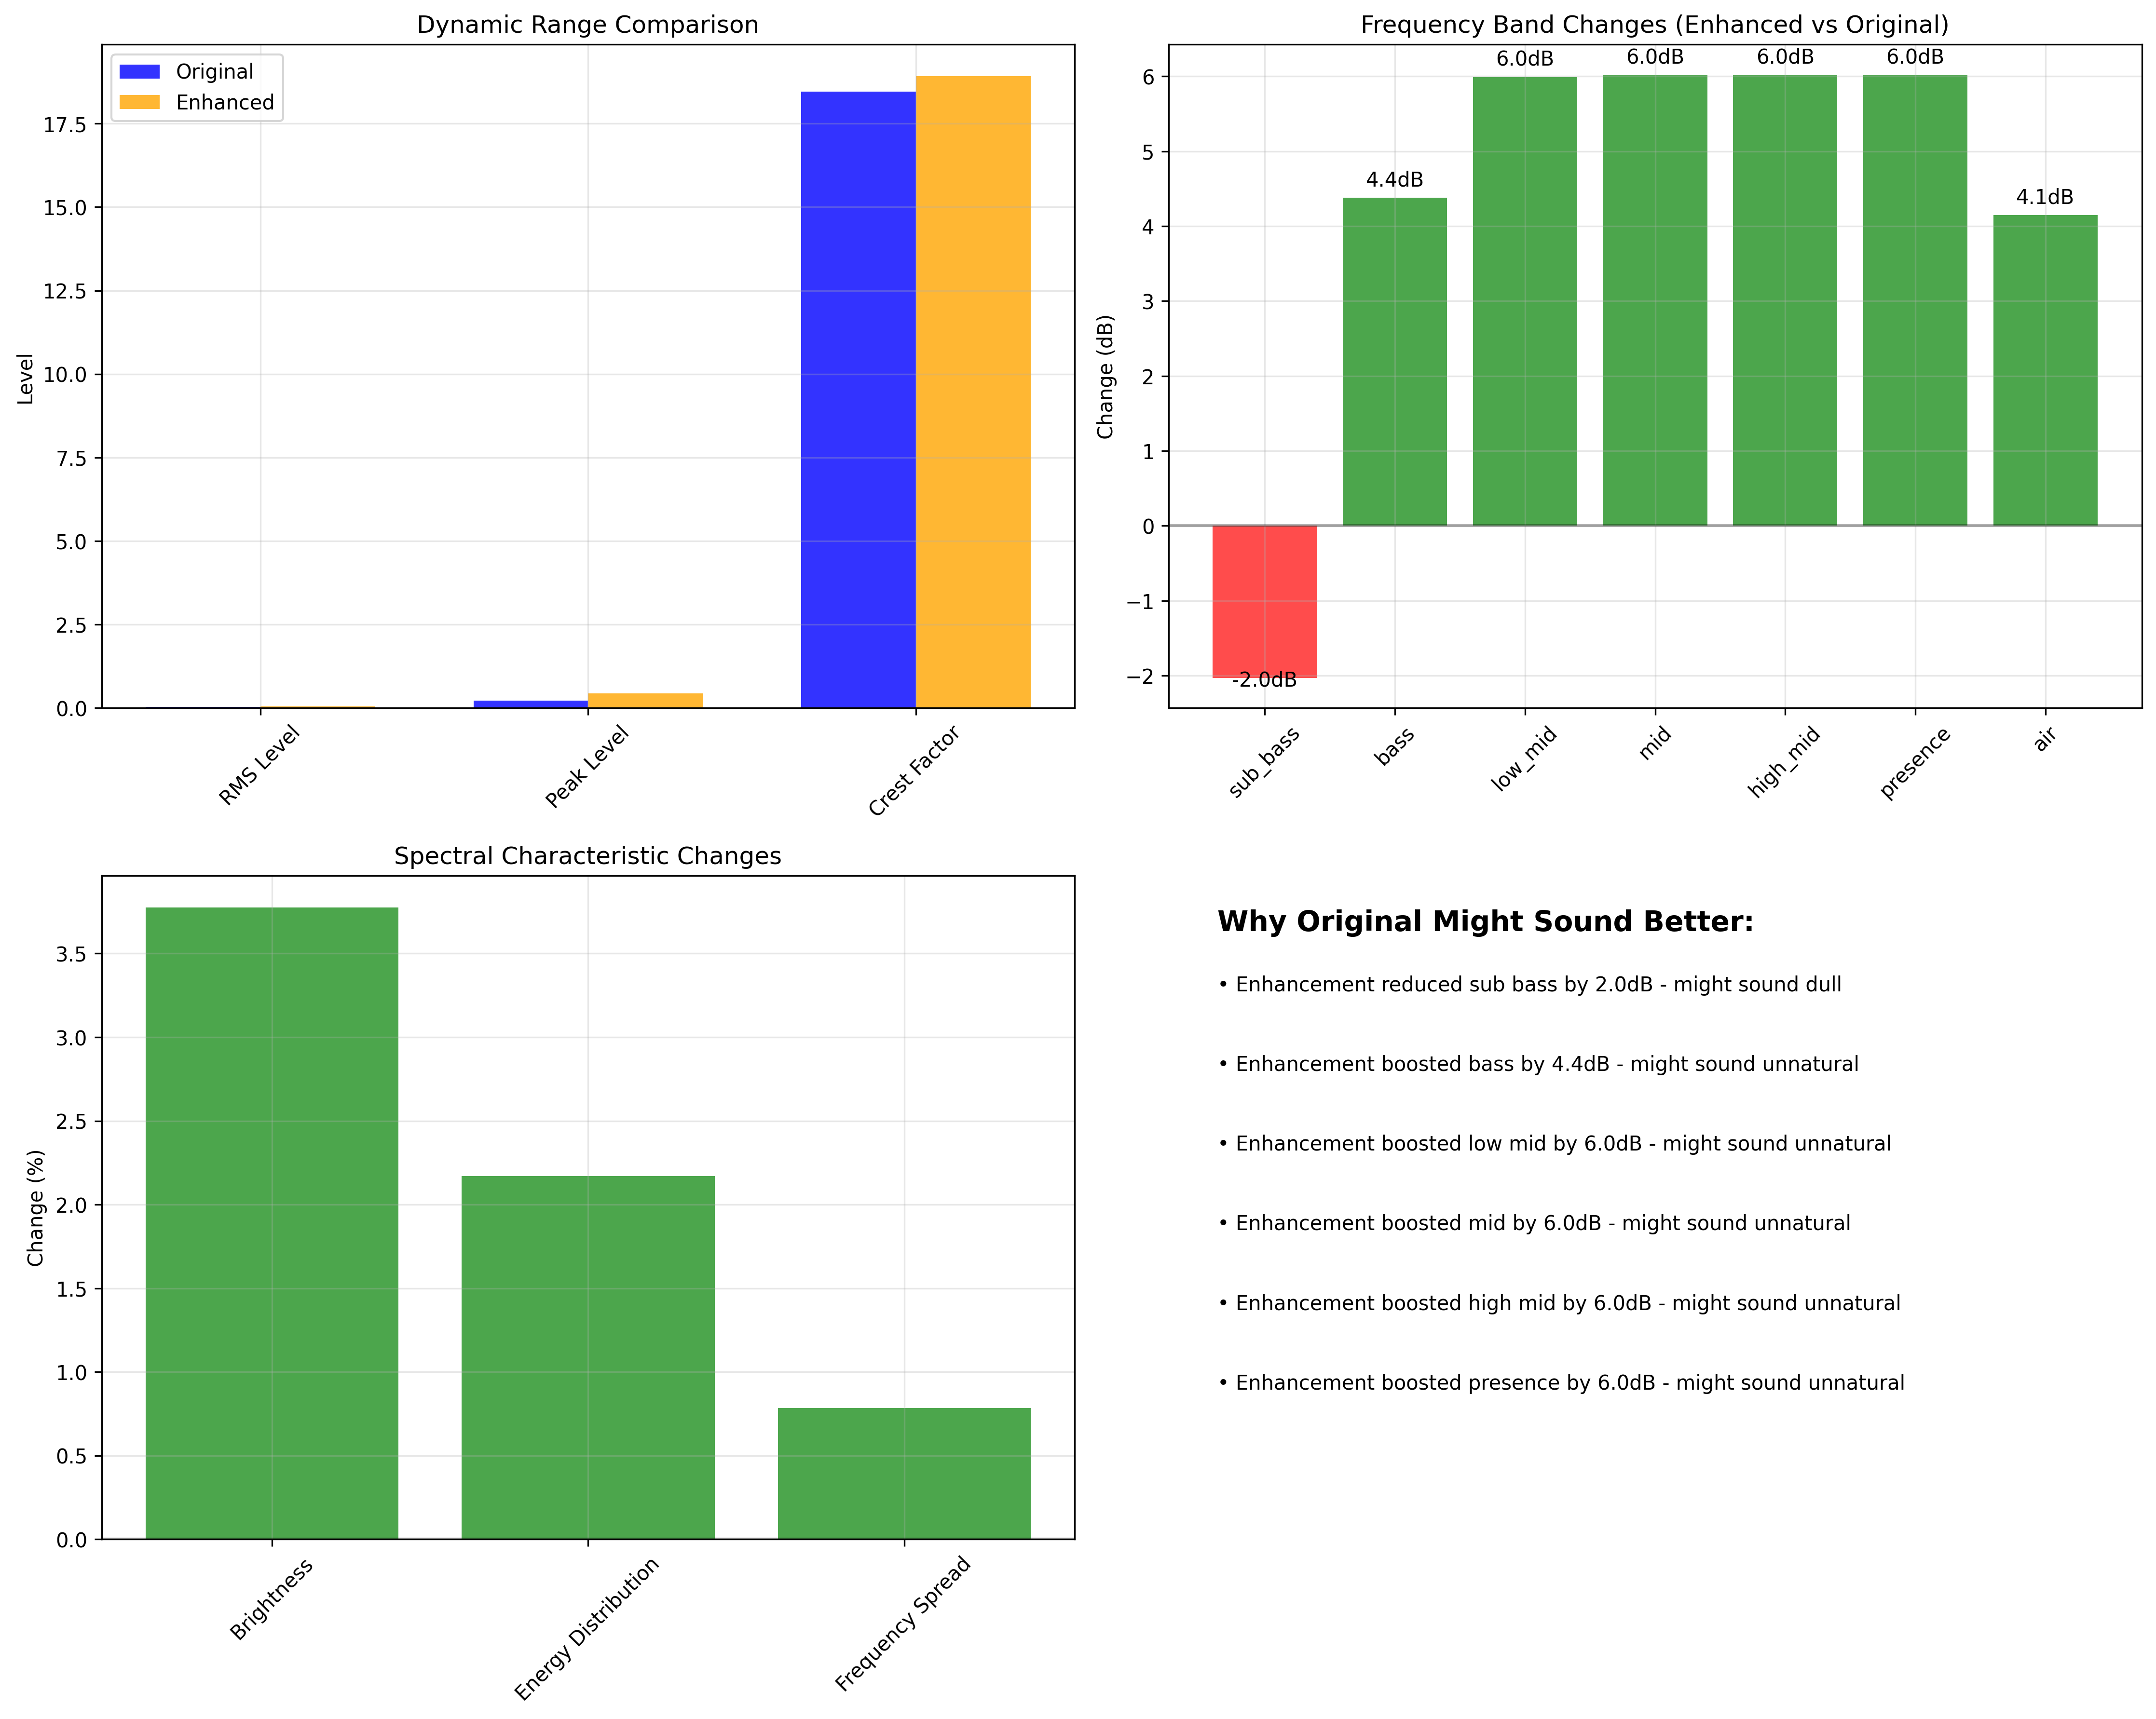 Dynamic Range Comparison
Original
Enhanced
Level
17.5
15.0
12.5
10.0
7.5
5.0
2.5
0.0
RMS Level
Peak Level
Crest Factor
Frequency Band Changes (Enhanced vs Original)
Change (dB)
6
5
4
3
2
1
0
−1
−2
-2.0dB
4.4dB
6.0dB
6.0dB
6.0dB
6.0dB
4.1dB
sub_bass
bass
low_mid
mid
high_mid
presence
air
Spectral Characteristic Changes
Change (%)
3.5
3.0
2.5
2.0
1.5
1.0
0.5
0.0
Brightness
Energy Distribution
Frequency Spread
Why Original Might Sound Better:
• Enhancement reduced sub bass by 2.0dB - might sound dull
• Enhancement boosted bass by 4.4dB - might sound unnatural
• Enhancement boosted low mid by 6.0dB - might sound unnatural
• Enhancement boosted mid by 6.0dB - might sound unnatural
• Enhancement boosted high mid by 6.0dB - might sound unnatural
• Enhancement boosted presence by 6.0dB - might sound unnatural